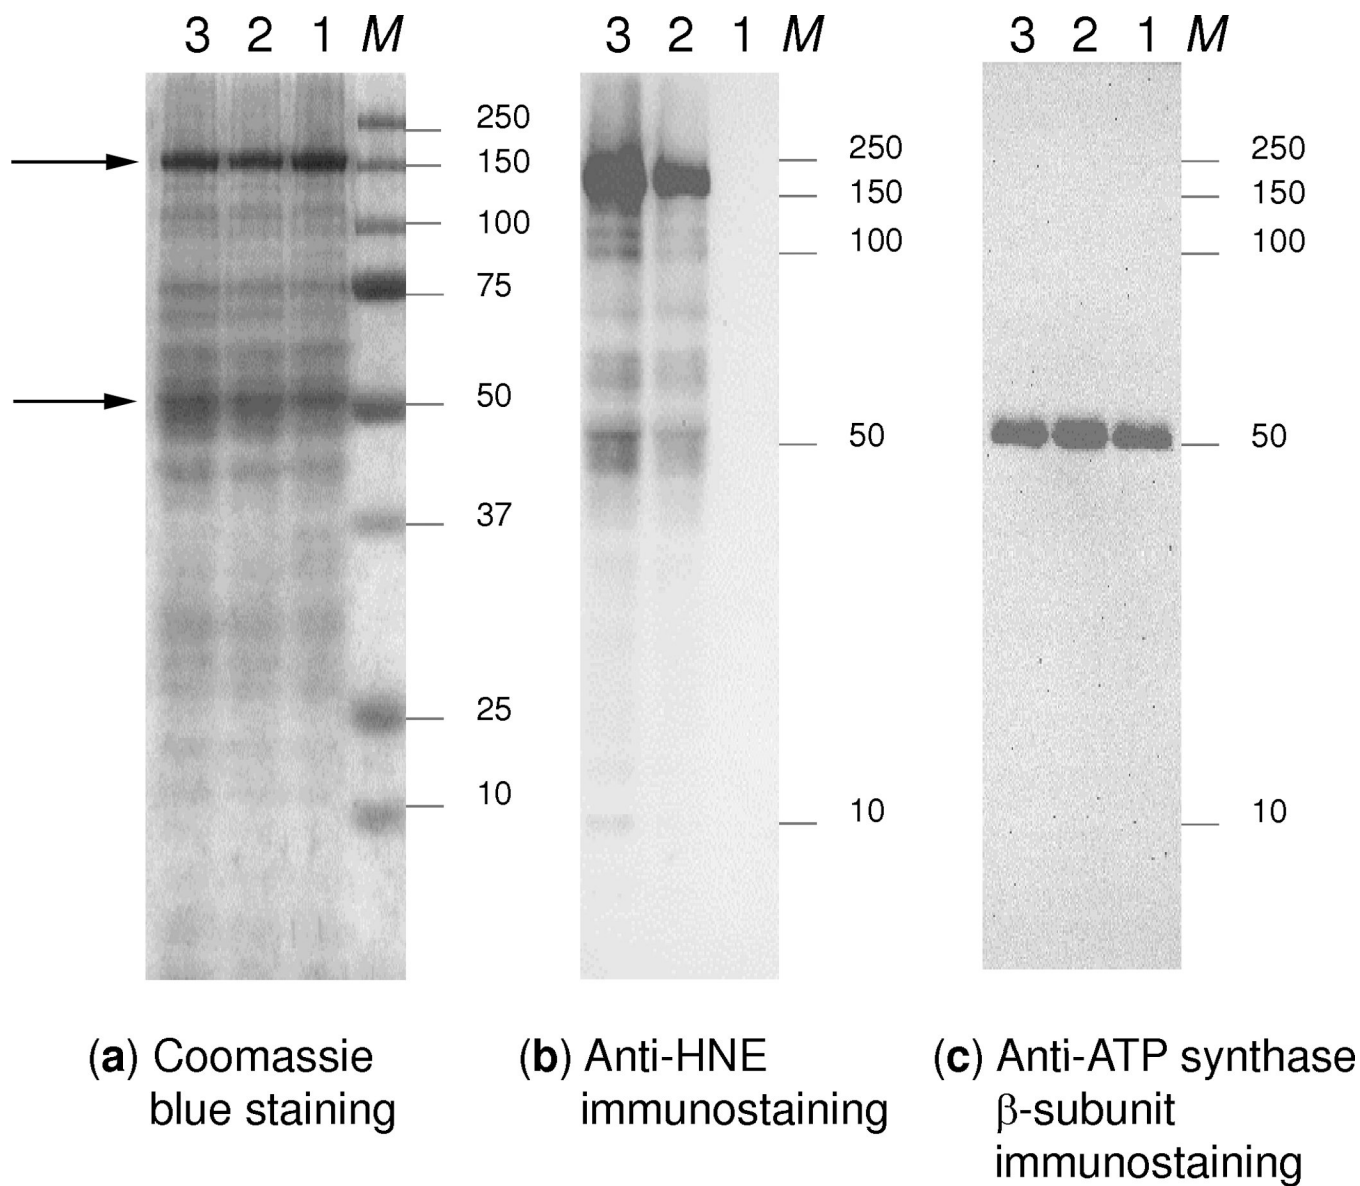 3 2 1 M
250
150
100
75
50
37
25
10
(a) Coomassie
blue staining
3 2 1 M
250
150
100
50
10
(b) Anti-HNE
immunostaining
3 2 1 M
250
150
100
50
10
(c) Anti-ATP synthase
β-subunit
immunostaining